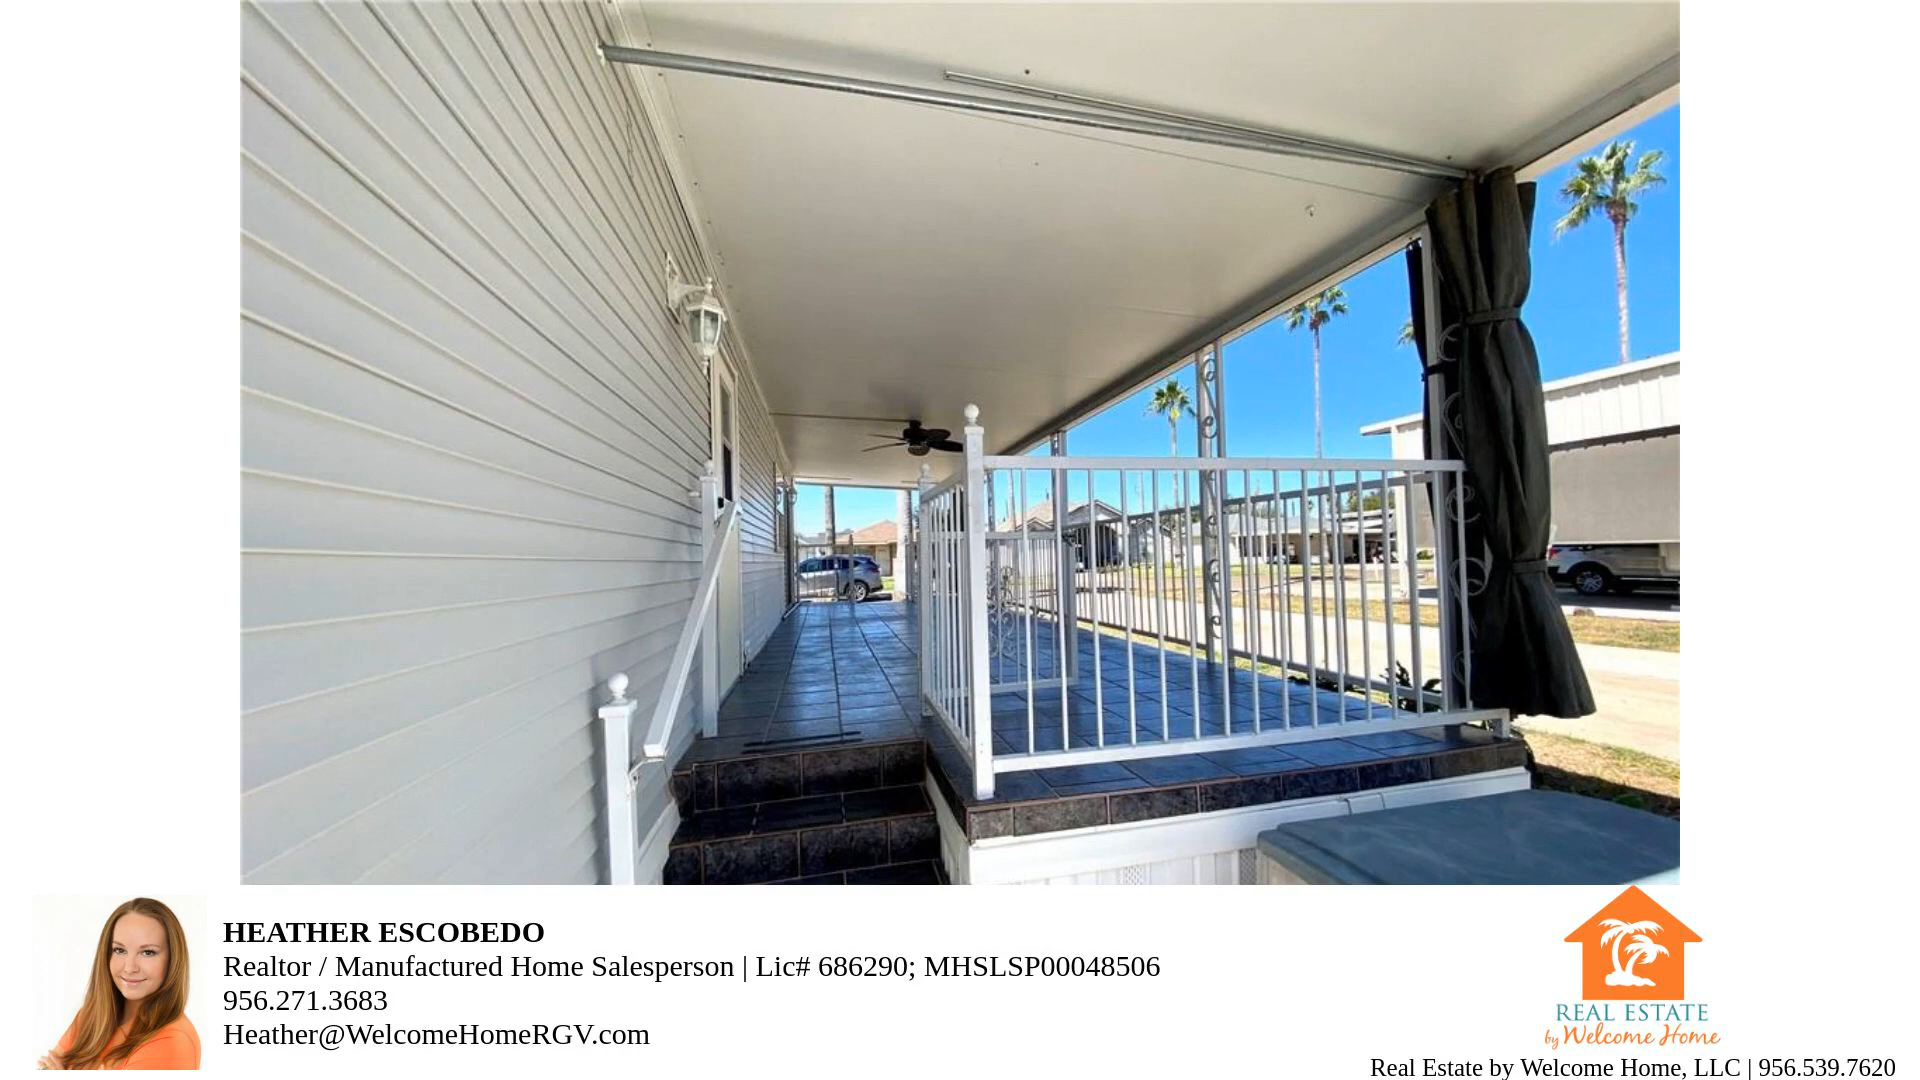 HEATHER ESCOBEDO
Realtor / Manufactured Home Salesperson | Lic# 686290; MHSLSP00048506
956.271.3683
Heather@WelcomeHomeRGV.com
REAL ESTATE
by Welcome Home
Real Estate by Welcome Home, LLC | 956.539.7620